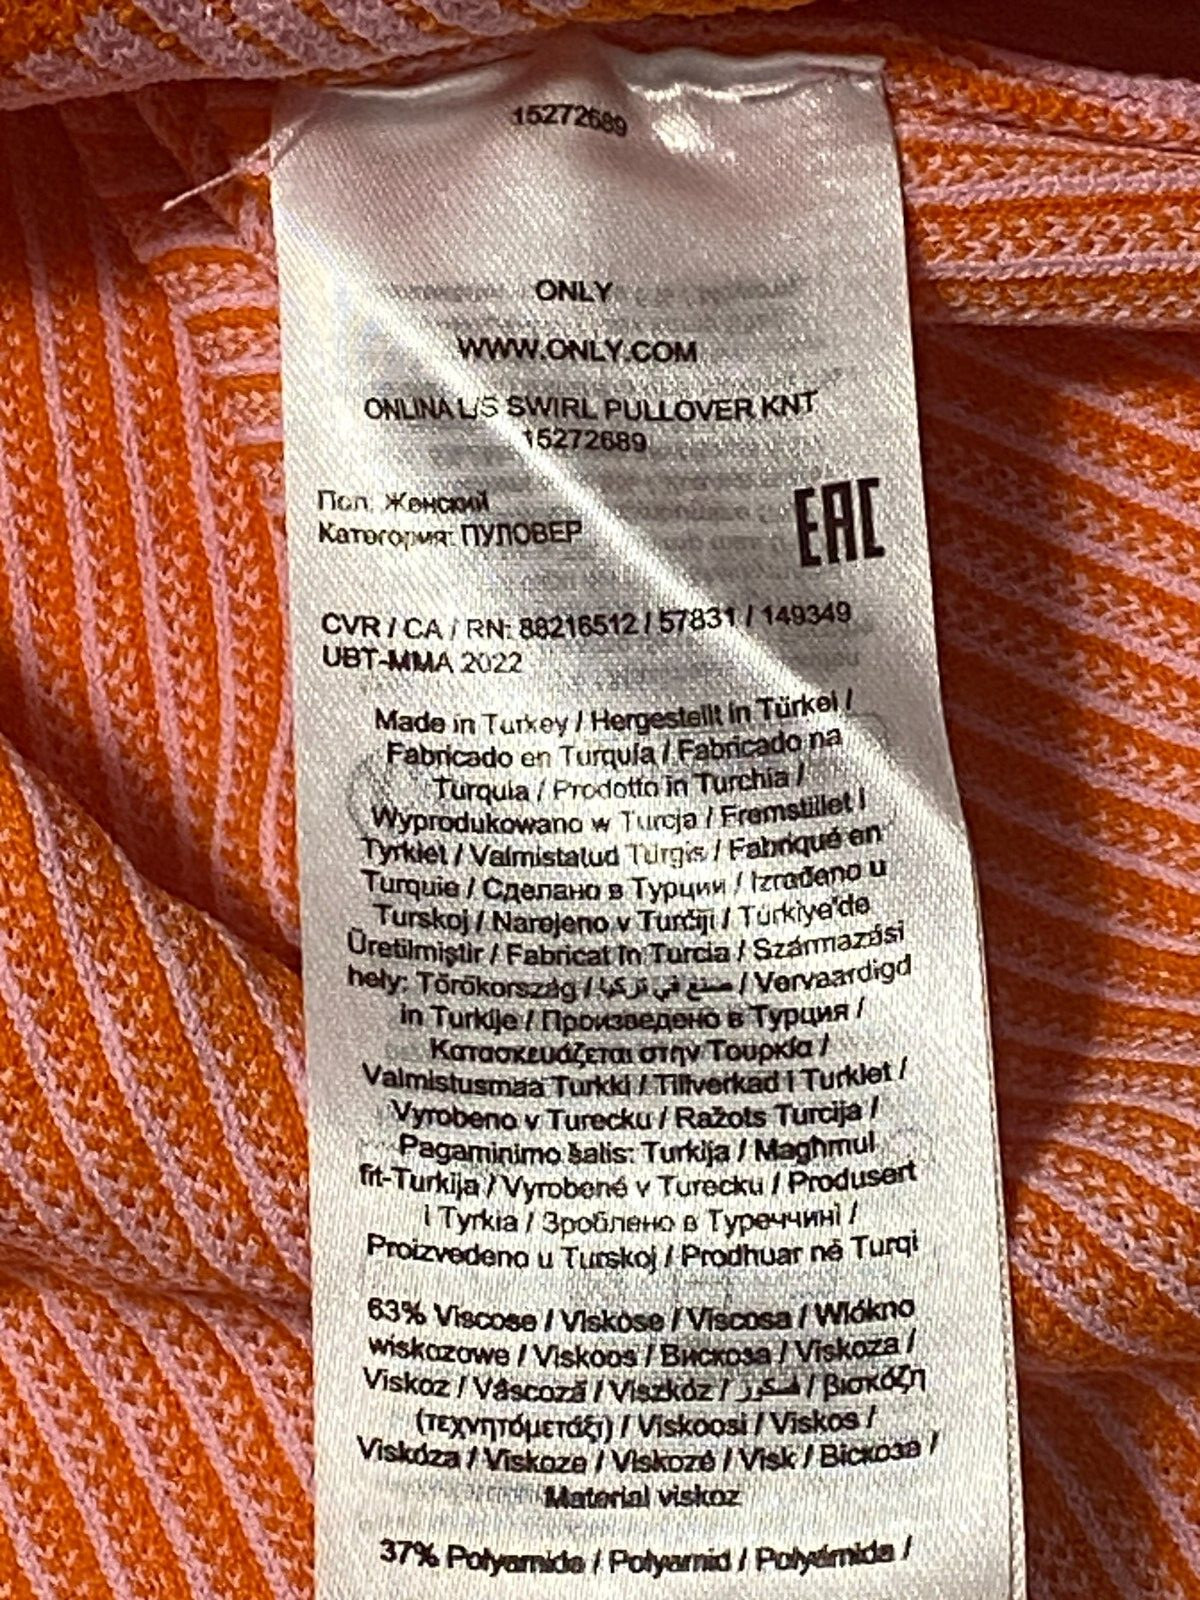 15272689
ONLY
WWW.ONLY.COM
ONLINA L/S SWIRL PULLOVER KNT
15272689
Пол: Женский
Категория: ПУЛОВЕР
EAC
CVR / CA / RN: 88216512 / 57831 / 149349
UBT-MMA 2022
Made in Turkey / Hergestellt in Türkei /
Fabricado en Turquía / Fabricado na
Turquia / Prodotto in Turchia /
Wyprodukowano w Turcja / Fremstillet i
Tyrkiet / Valmistatud Türgis / Fabriqué en
Turquie / Сделано в Турции / Izrađeno u
Turskoj / Narejeno v Turčiji / Türkiye'de
Üretilmiştir / Fabricat în Turcia / Származási
hely: Törökország / صنع في تركيا / Vervaardigd
in Turkije / Произведено в Турция /
Κατασκευάζεται στην Τουρκία /
Valmistusmaa Turkki / Tillverkad i Turkiet /
Vyrobeno v Turecku / Ražots Turcija /
Pagaminimo šalis: Turkija / Magħmul
fit-Turkija / Vyrobené v Turecku / Produsert
i Tyrkia / Зроблено в Туреччині /
Proizvedeno u Turskoj / Prodhuar në Turqi
63% Viscose / Viskose / Viscosa / Włókno
wiskozowe / Viskoos / Вискоза / Viskoza /
Viskoz / Vâscoză / Viszkóz / فسكوز / βισκόζη
(τεχνητόμετάξι) / Viskoosi / Viskos /
Viskóza / Viskoze / Viskozė / Visk / Віскоза /
Material viskoz
37% Polyamide / Polyamid / Polyámida /